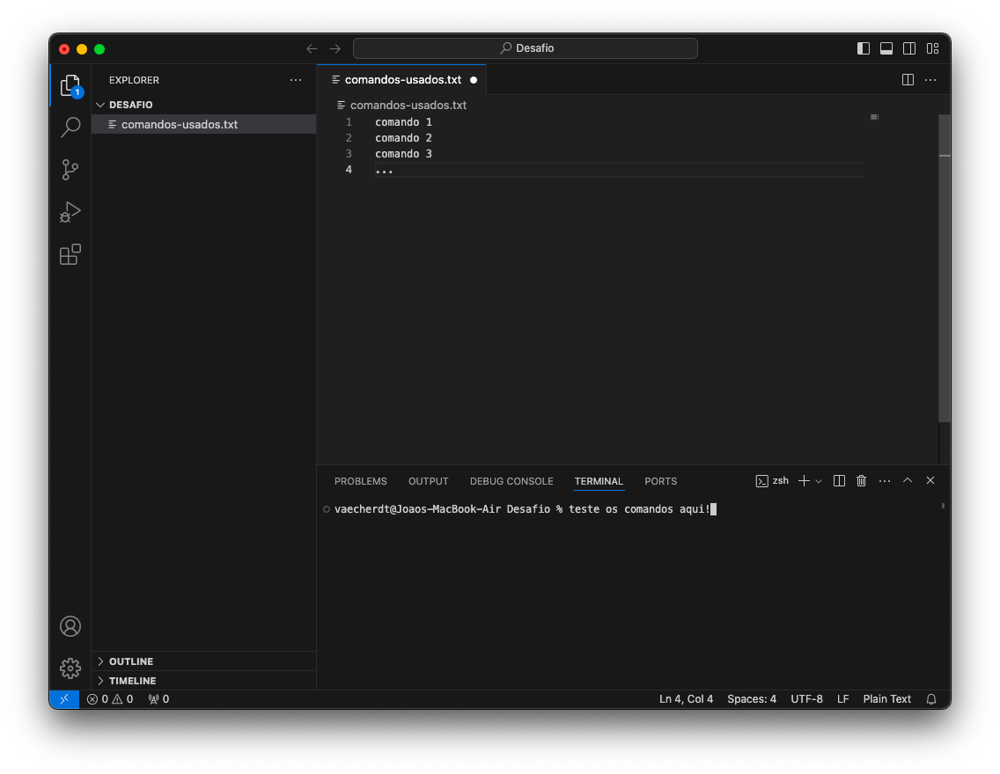 Desafio
EXPLORER
1
DESAFIO
comandos-usados.txt
comandos-usados.txt
comandos-usados.txt
1 comando 1
2 comando 2
3 comando 3
4 ...
PROBLEMS OUTPUT DEBUG CONSOLE TERMINAL PORTS zsh
vaecherdt@Joaos-MacBook-Air Desafio % teste os comandos aqui!
OUTLINE
TIMELINE
0 0 0 Ln 4, Col 4 Spaces: 4 UTF-8 LF Plain Text